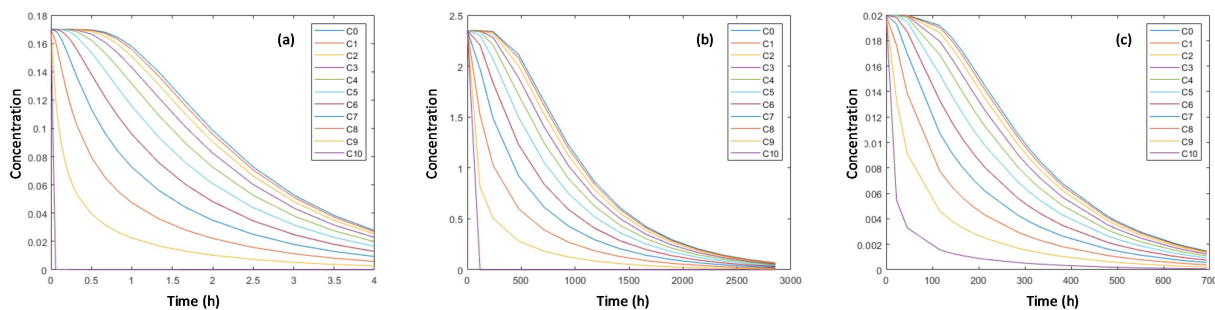 0.18
0.16
0.14
0.12
0.1
0.08
0.06
0.04
0.02
0
Concentration
(a)
C0
C1
C2
C3
C4
C5
C6
C7
C8
C9
C10
0 0.5 1 1.5 2 2.5 3 3.5 4
Time (h)
2.5
2
1.5
1
0.5
0
Concentration
(b)
C0
C1
C2
C3
C4
C5
C6
C7
C8
C9
C10
0 500 1000 1500 2000 2500 3000
Time (h)
0.02
0.018
0.016
0.014
0.012
0.01
0.008
0.006
0.004
0.002
0
Concentration
(c)
C0
C1
C2
C3
C4
C5
C6
C7
C8
C9
C10
0 100 200 300 400 500 600 700
Time (h)